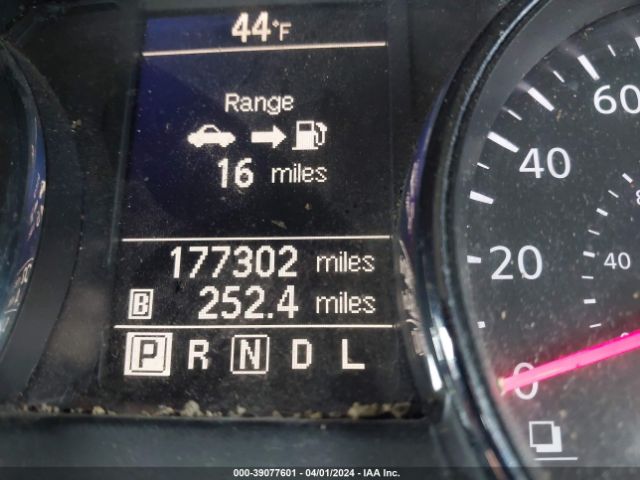 44°F
Range
16 miles
177302 miles
B 252.4 miles
P R N D L
60
40
20
0
40
000-39077601 - 04/01/2024 - IAA Inc.